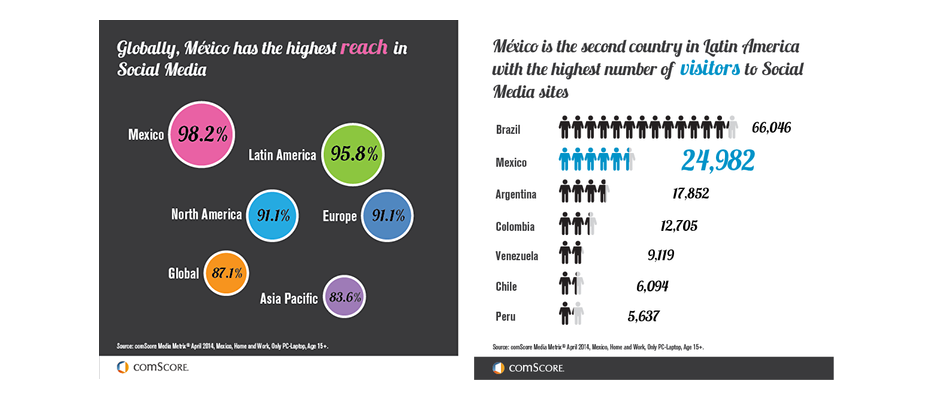 Globally, México has the highest reach in
Social Media
Mexico 98.2%
Latin America 95.8%
North America 91.1%
Europe 91.1%
Global 87.1%
Asia Pacific 83.6%
Source: comScore Media Metrix® April 2014, Mexico, Home and Work, Only PC-Laptop, Age 15+.
comScore.
México is the second country in Latin America
with the highest number of visitors to Social
Media sites
Brazil 66,046
Mexico 24,982
Argentina 17,852
Colombia 12,705
Venezuela 9,119
Chile 6,094
Peru 5,637
Source: comScore Media Metrix® April 2014, Mexico, Home and Work, Only PC-Laptop, Age 15+.
comScore.